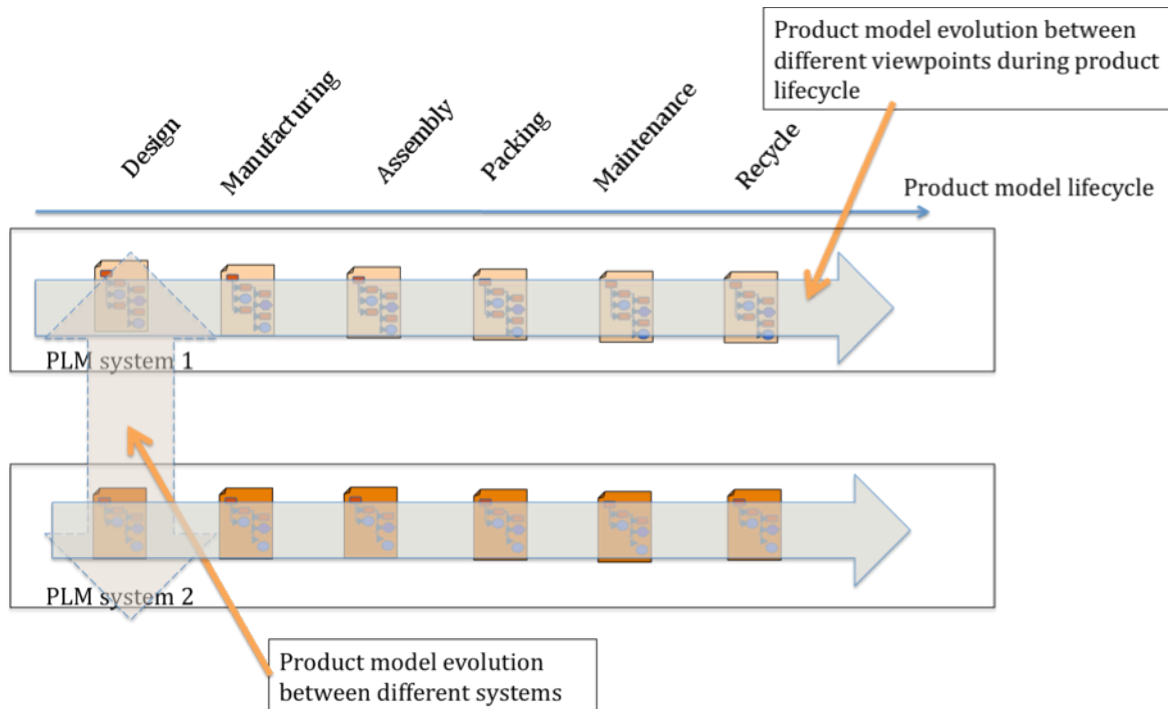 Product model evolution between
different viewpoints during product
lifecycle
Design
Manufacturing
Assembly
Packing
Maintenance
Recycle
Product model lifecycle
PLM system 1
PLM system 2
Product model evolution
between different systems